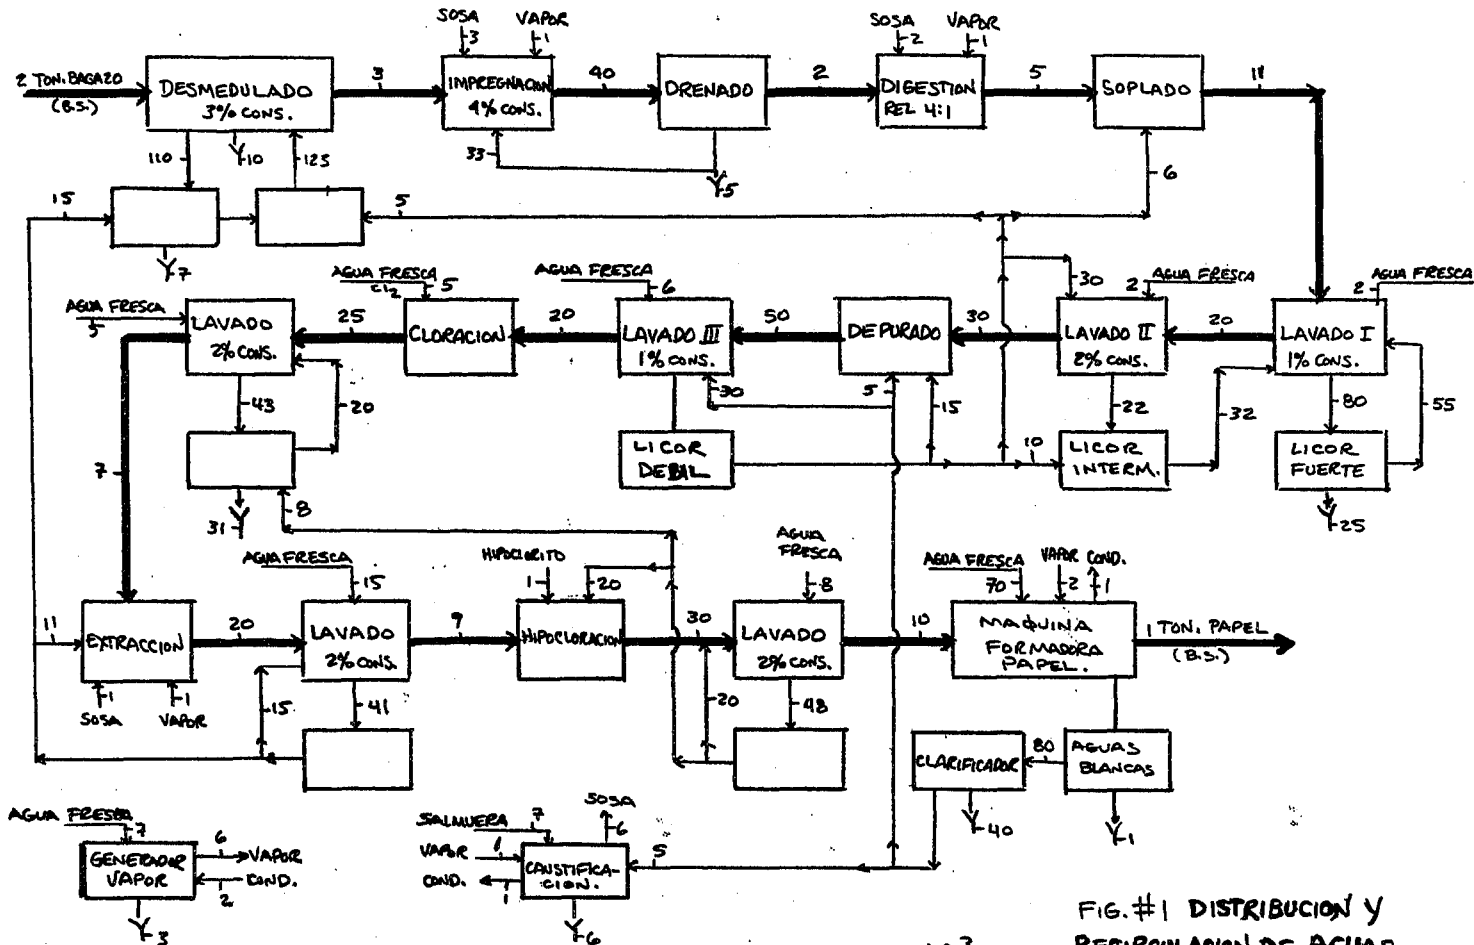 SOSA
VAPOR
3
1
SOSA
VAPOR
2
1
2 TON. BAGAZO
(B.S.)
DESMEDULADO
3% CONS.
3
IMPREGNACION
4% CONS.
40
DRENADO
2
DIGESTION
REL 4:1
5
SOPLADO
11
110
10
125
33
5
6
15
5
7
AGUA FRESCA
5
LAVADO
2% CONS.
25
AGUA FRESCA
Cl2
5
CLORACION
20
AGUA FRESCA
6
LAVADO III
1% CONS.
50
DEPURADO
30
30
2
AGUA FRESCA
LAVADO II
2% CONS.
20
2
AGUA FRESCA
LAVADO I
1% CONS.
43
20
30
5
15
22
32
80
55
LICOR
DEBIL
10
LICOR
INTERM.
LICOR
FUERTE
7
31
8
25
AGUA FRESCA
15
HIPOCLORITO
1
20
AGUA
FRESCA
8
AGUA FRESCA
70
VAPOR
2
COND.
1
11
EXTRACCION
20
LAVADO
2% CONS.
9
HIPOCLORACION
30
LAVADO
2% CONS.
10
MAQUINA
FORMADORA
PAPEL.
1 TON. PAPEL
(B.S.)
1
SOSA
1
VAPOR
15
41
20
48
CLARIFICADOR
80
AGUAS
BLANCAS
40
1
AGUA FRESCA
7
GENERADOR
VAPOR
6
VAPOR
COND.
2
3
SALMUERA
7
SOSA
6
VAPOR
1
COND.
1
CAUSTIFICA-
CION.
5
6
FIG. #1 DISTRIBUCION Y
RECIRCULACION DE AGUAS